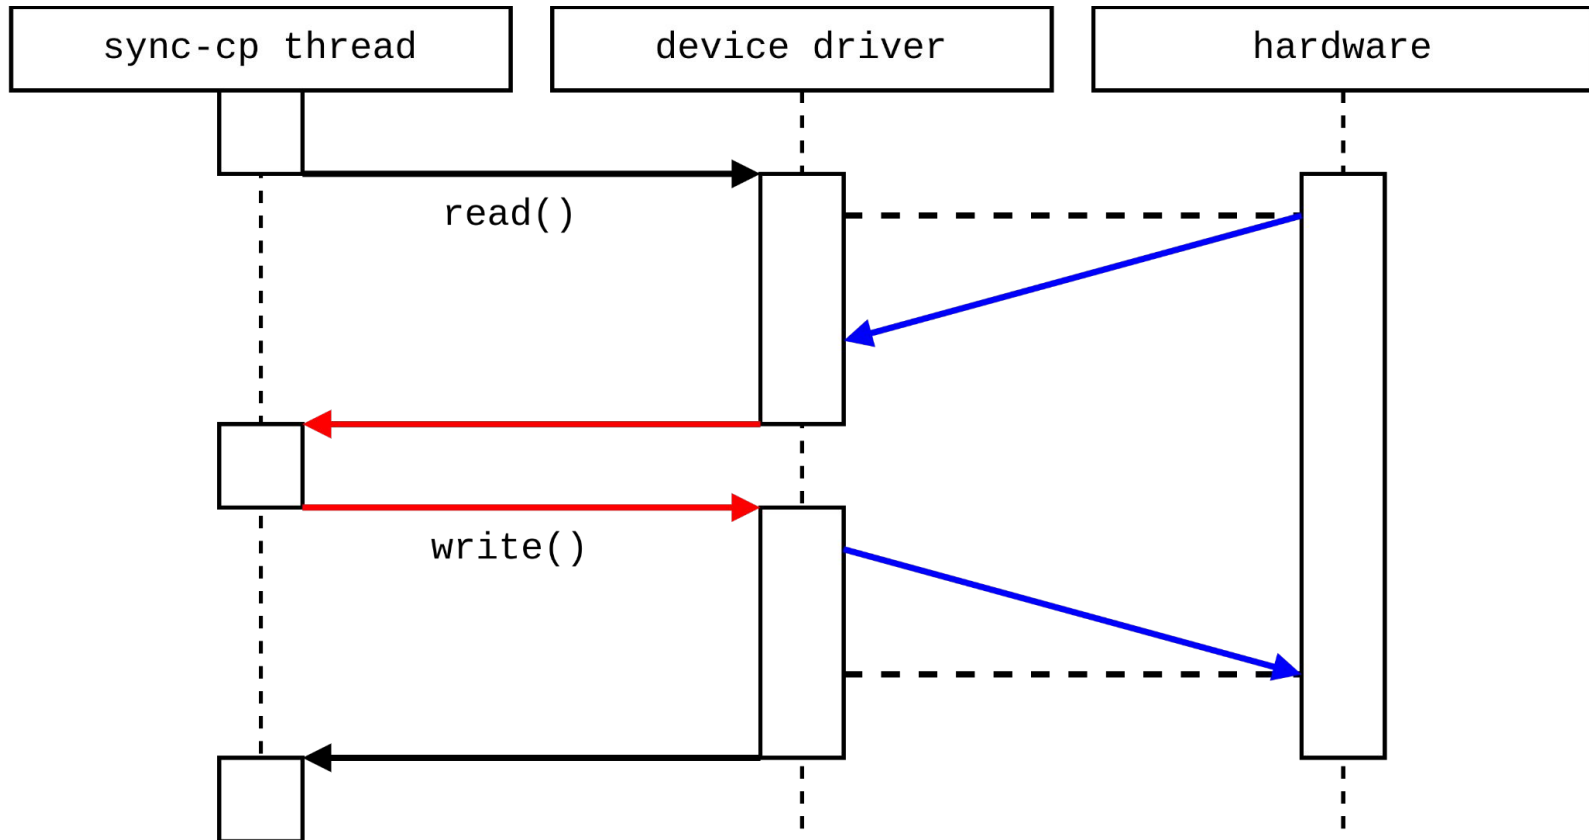 sync-cp thread
device driver
hardware
read()
write()